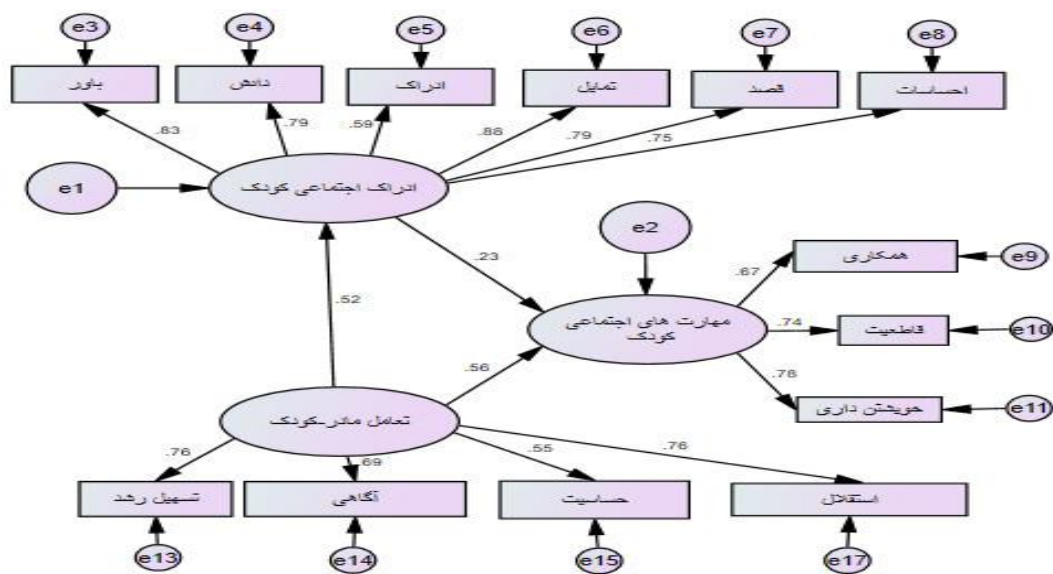 e3
e4
e5
e6
e7
e8
باور
دانش
ادراک
تمایل
قصد
احساسات
.83
.79
.59
.88
.79
.75
e1
ادراک اجتماعی کودک
e2
.23
.52
همکاری
e9
.67
مهارت های اجتماعی
کودک
.74
قاطعیت
e10
.56
.78
خویشتن داری
e11
تعامل مادر-کودک
.76
.69
.55
.76
تسهیل رشد
آگاهی
حساسیت
استقلال
e13
e14
e15
e17